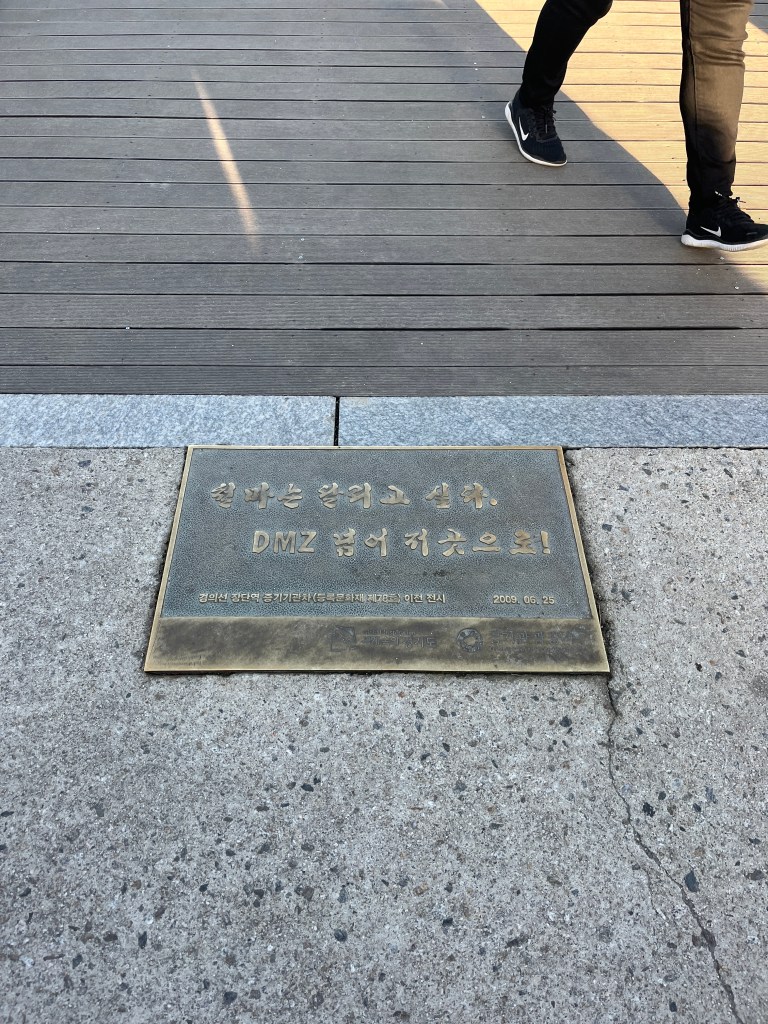 철마는 달리고 싶다.
DMZ 넘어 저 곳으로!
경의선 장단역 증기기관차(등록문화재 제78호) 이전 전시 2009. 06. 25